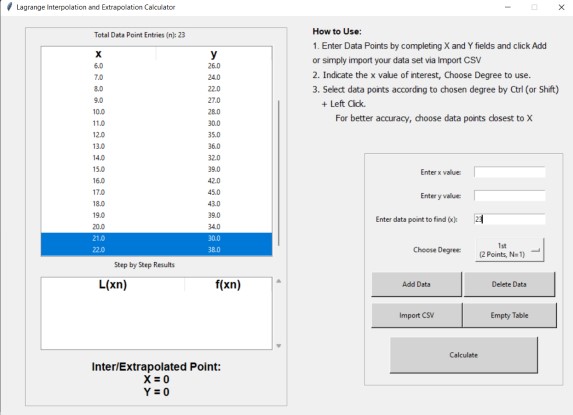 Lagrange Interpolation and Extrapolation Calculator
Total Data Point Entries (n): 23
x y
6.0 26.0
7.0 24.0
8.0 22.0
9.0 27.0
10.0 28.0
11.0 30.0
12.0 35.0
13.0 36.0
14.0 32.0
15.0 39.0
16.0 42.0
17.0 45.0
18.0 43.0
19.0 39.0
20.0 34.0
21.0 30.0
22.0 38.0
Step by Step Results
L(xn) f(xn)
Inter/Extrapolated Point:
X = 0
Y = 0
How to Use:
1. Enter Data Points by completing X and Y fields and click Add
or simply import your data set via Import CSV
2. Indicate the x value of interest, Choose Degree to use.
3. Select data points according to chosen degree by Ctrl (or Shift)
+ Left Click.
For better accuracy, choose data points closest to X
Enter x value:
Enter y value:
Enter data point to find (x): 23
Choose Degree: 1st
(2 Points, N=1)
Add Data Delete Data
Import CSV Empty Table
Calculate